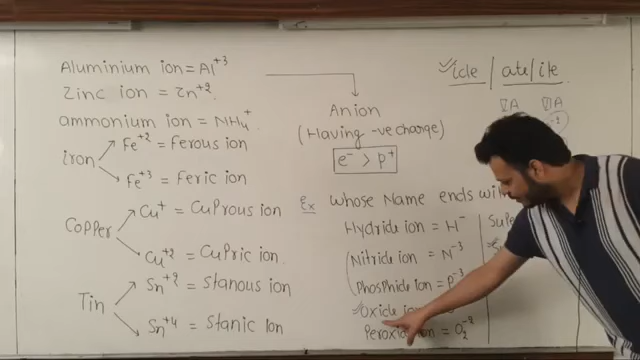 Aluminium ion = Al+3
Zinc ion = Zn+2
ammonium ion = NH4+
iron
Fe+2 = Ferous ion
Fe+3 = Feric ion
Copper
Cu+ = Cuprous ion
Cu+2 = Cupric ion
Tin
Sn+2 = Stanous ion
Sn+4 = Stanic ion
Anion
(Having -ve charge)
e- > p+
ide / ate / ite
VA VIA
-2
Ex whose Name ends
Hydride ion = H-
Nitride ion = N-3
Phosphide ion = P-3
Oxide
Peroxide ion = O2-2